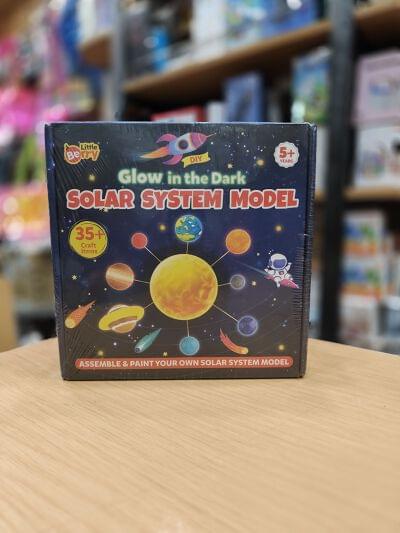 Little
Berry
DIY
5+
YEARS
Glow in the Dark
SOLAR SYSTEM MODEL
35+
Craft
Items
ASSEMBLE & PAINT YOUR OWN SOLAR SYSTEM MODEL